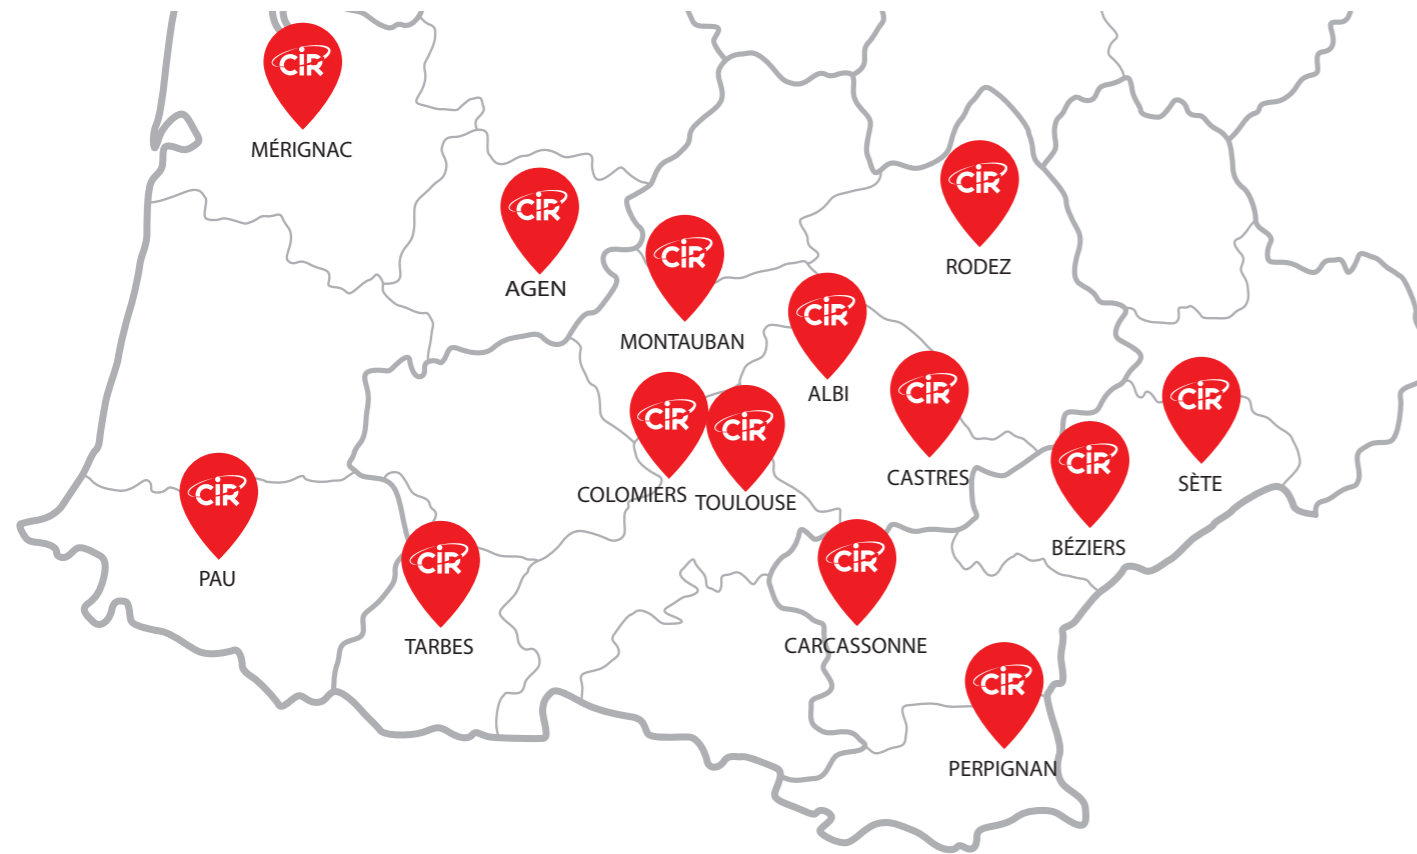 CIR
MÉRIGNAC
CIR
AGEN
CIR
MONTAUBAN
CIR
RODEZ
CIR
ALBI
CIR
CASTRES
CIR
COLOMIERS
CIR
TOULOUSE
CIR
BÉZIERS
CIR
SÈTE
CIR
PAU
CIR
TARBES
CIR
CARCASSONNE
CIR
PERPIGNAN